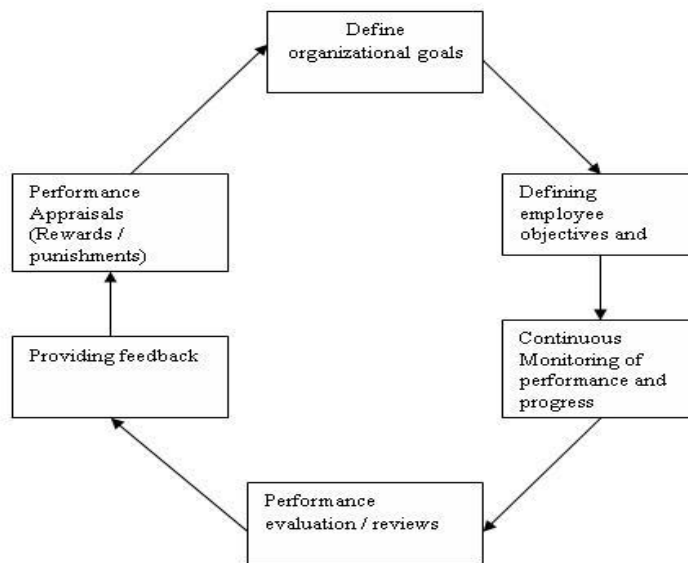 Define
organizational goals
Defining
employee
objectives and
Continuous
Monitoring of
performance and
progress
Performance
evaluation / reviews
Providing feedback
Performance
Appraisals
(Rewards /
punishments)